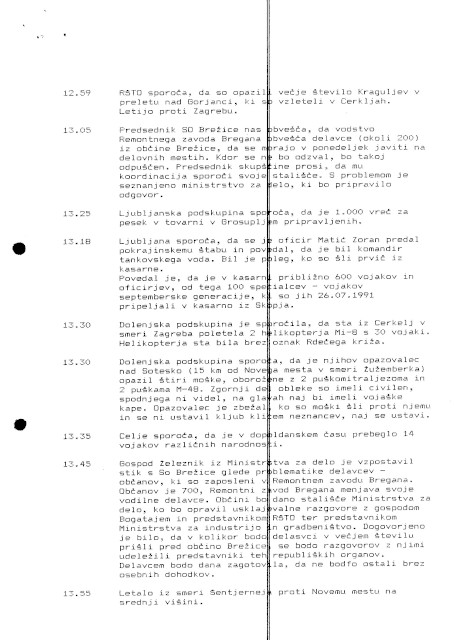 12.59 RŠTO sporoča, da so opazili večje število Kraguljev v
preletu nad Gorjanci, ki so vzleteli v Cerkljah.
Letijo proti Zagrebu.
13.05 Predsednik SO Brežice nas obvešča, da vodstvo
Remontnega zavoda Bregana obvešča delavce (okoli 200)
iz občine Brežice, da se morajo v ponedeljek javiti na
delovnih mestih. Kdor se ne bo odzval, bo takoj
odpuščen. Predsednik skupščine prosi, da mu
koordinacija sporoči svoje stališče. S problemom je
seznanjeno ministrstvo za delo, ki bo pripravilo
odgovor.
13.25 Ljubljanska podskupina sporoča, da je 1.000 vreč za
pesek v tovarni v Grosupljem pripravljenih.
13.18 Ljubljana sporoča, da se je oficir Matić Zoran predal
pokrajinskemu štabu in povedal, da je bil komandir
tankovskega voda. Bil je poleg, ko so šli prvič iz
kasarne.
Povedal je, da je v kasarni približno 600 vojakov in
oficirjev, od tega 100 specialcev – vojakov
septemberske generacije, ki so jih 26.07.1991
pripeljali v kasarno iz Skopja.
13.30 Dolenjska podskupina je sporočila, da sta iz Cerkelj v
smeri Zagreba poletela 2 helikopterja Mi-8 s 30 vojaki.
Helikopterja sta bila brez oznak Rdečega križa.
13.30 Dolenjska podskupina sporoča, da je njihov opazovalec
nad Sotesko (15 km od Novega mesta v smeri Žužemberka)
opazil štiri moške, oborožene z 2 puškomitraljezoma in
2 puškama M-48. Zgornji del obleke so imeli civilen,
spodnjega ni videl, na glavah naj bi imeli vojaške
kape. Opazovalec je zbežal, ko so moški šli proti njemu
in se ni ustavil kljub klicem neznancev, naj se ustavi.
13.35 Celje sporoča, da je v dopoldanskem času prebeglo 14
vojakov različnih narodnosti.
13.45 Gospod Železnik iz Ministrstva za delo je vzpostavil
stik s So Brežice glede problematike delavcev –
občanov, ki so zaposleni v Remontnem zavodu Bregana.
Občanov je 700, Remontni zavod Bregana menjava svoje
vodilne delavce. Občini bo dano stališče Ministrstva za
delo, ko bo opravil usklajevalne razgovore z gospodom
Bogatajem in predstavnikom RŠTO ter predstavnikom
Ministrstva za industrijo in gradbeništvo. Dogovorjeno
je bilo, da v kolikor bodo delasvci v večjem številu
prišli pred občino Brežice, se bodo razgovorov z njimi
udeležili predstavniki teh republiških organov.
Delavcem bodo dana zagotovila, da ne bodfo ostali brez
osebnih dohodkov.
13.55 Letalo iz smeri Šentjerneja proti Novemu mestu na
srednji višini.